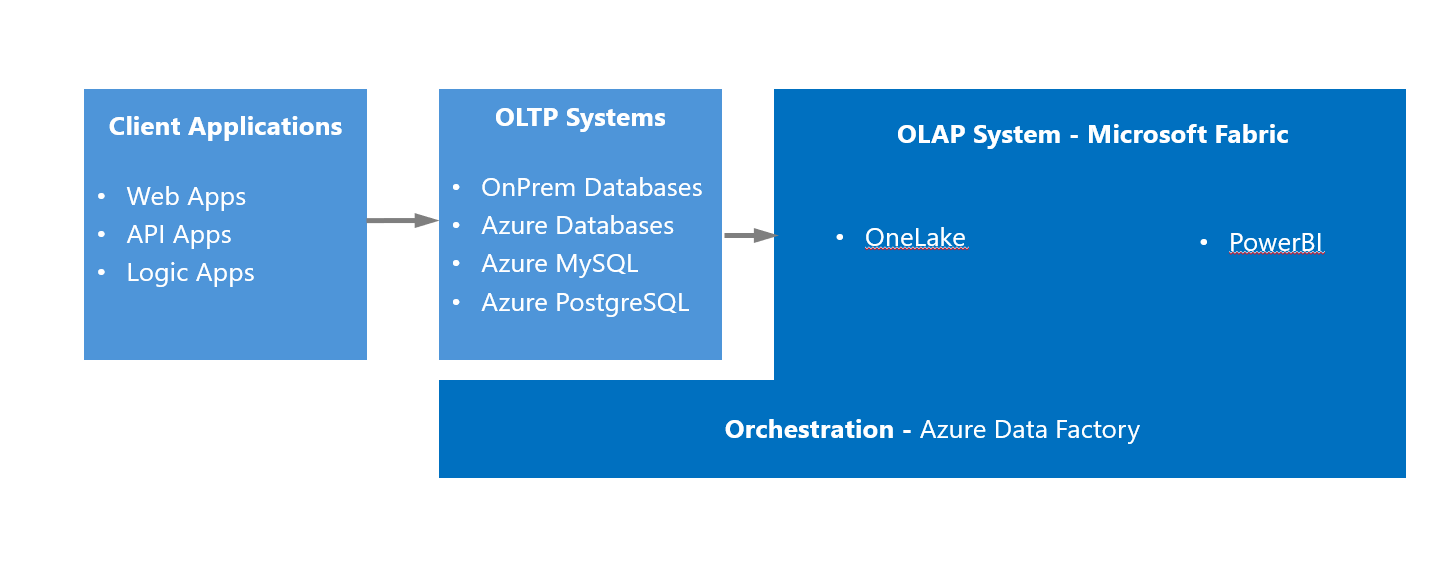 Client Applications
• Web Apps
• API Apps
• Logic Apps
OLTP Systems
• OnPrem Databases
• Azure Databases
• Azure MySQL
• Azure PostgreSQL
OLAP System - Microsoft Fabric
• OneLake
• PowerBI
Orchestration - Azure Data Factory